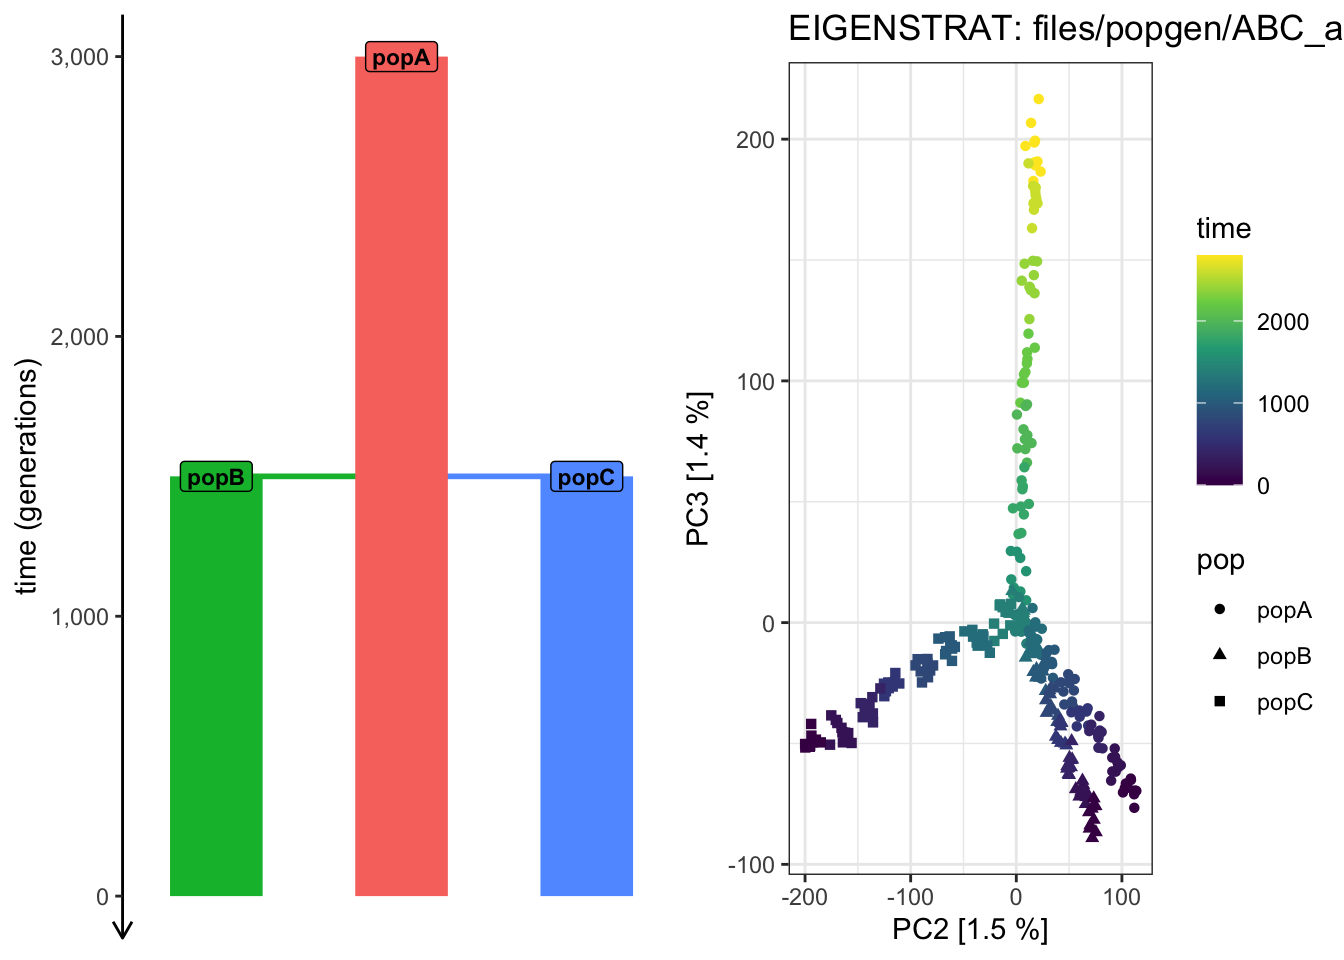 time (generations)
3,000
2,000
1,000
0
popA
popB
popC
EIGENSTRAT: files/popgen/ABC_a
PC3 [1.4 %]
200
100
0
-100
-200
-100
0
100
PC2 [1.5 %]
time
2000
1000
0
pop
popA
popB
popC